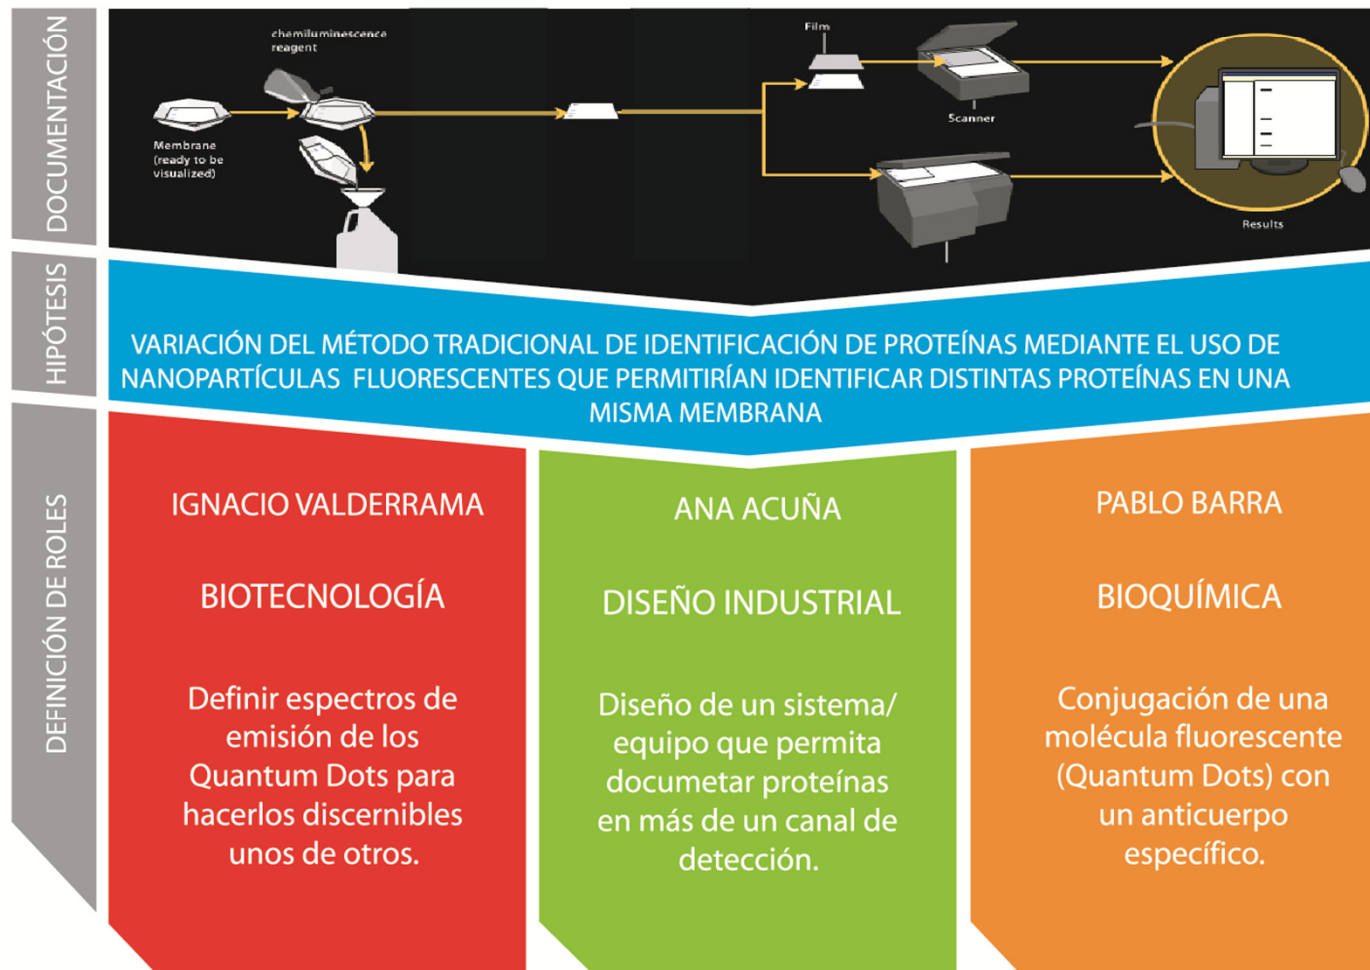 DOCUMENTACIÓN
chemiluminescence
reagent
Membrane
(ready to be
visualized)
Film
Scanner
Results
HIPÓTESIS
VARIACIÓN DEL MÉTODO TRADICIONAL DE IDENTIFICACIÓN DE PROTEÍNAS MEDIANTE EL USO DE
NANOPARTÍCULAS FLUORESCENTES QUE PERMITIRÍAN IDENTIFICAR DISTINTAS PROTEÍNAS EN UNA
MISMA MEMBRANA
DEFINICIÓN DE ROLES
IGNACIO VALDERRAMA
BIOTECNOLOGÍA
Definir espectros de
emisión de los
Quantum Dots para
hacerlos discernibles
unos de otros.
ANA ACUÑA
DISEÑO INDUSTRIAL
Diseño de un sistema/
equipo que permita
documetar proteínas
en más de un canal de
detección.
PABLO BARRA
BIOQUÍMICA
Conjugación de una
molécula fluorescente
(Quantum Dots) con
un anticuerpo
específico.